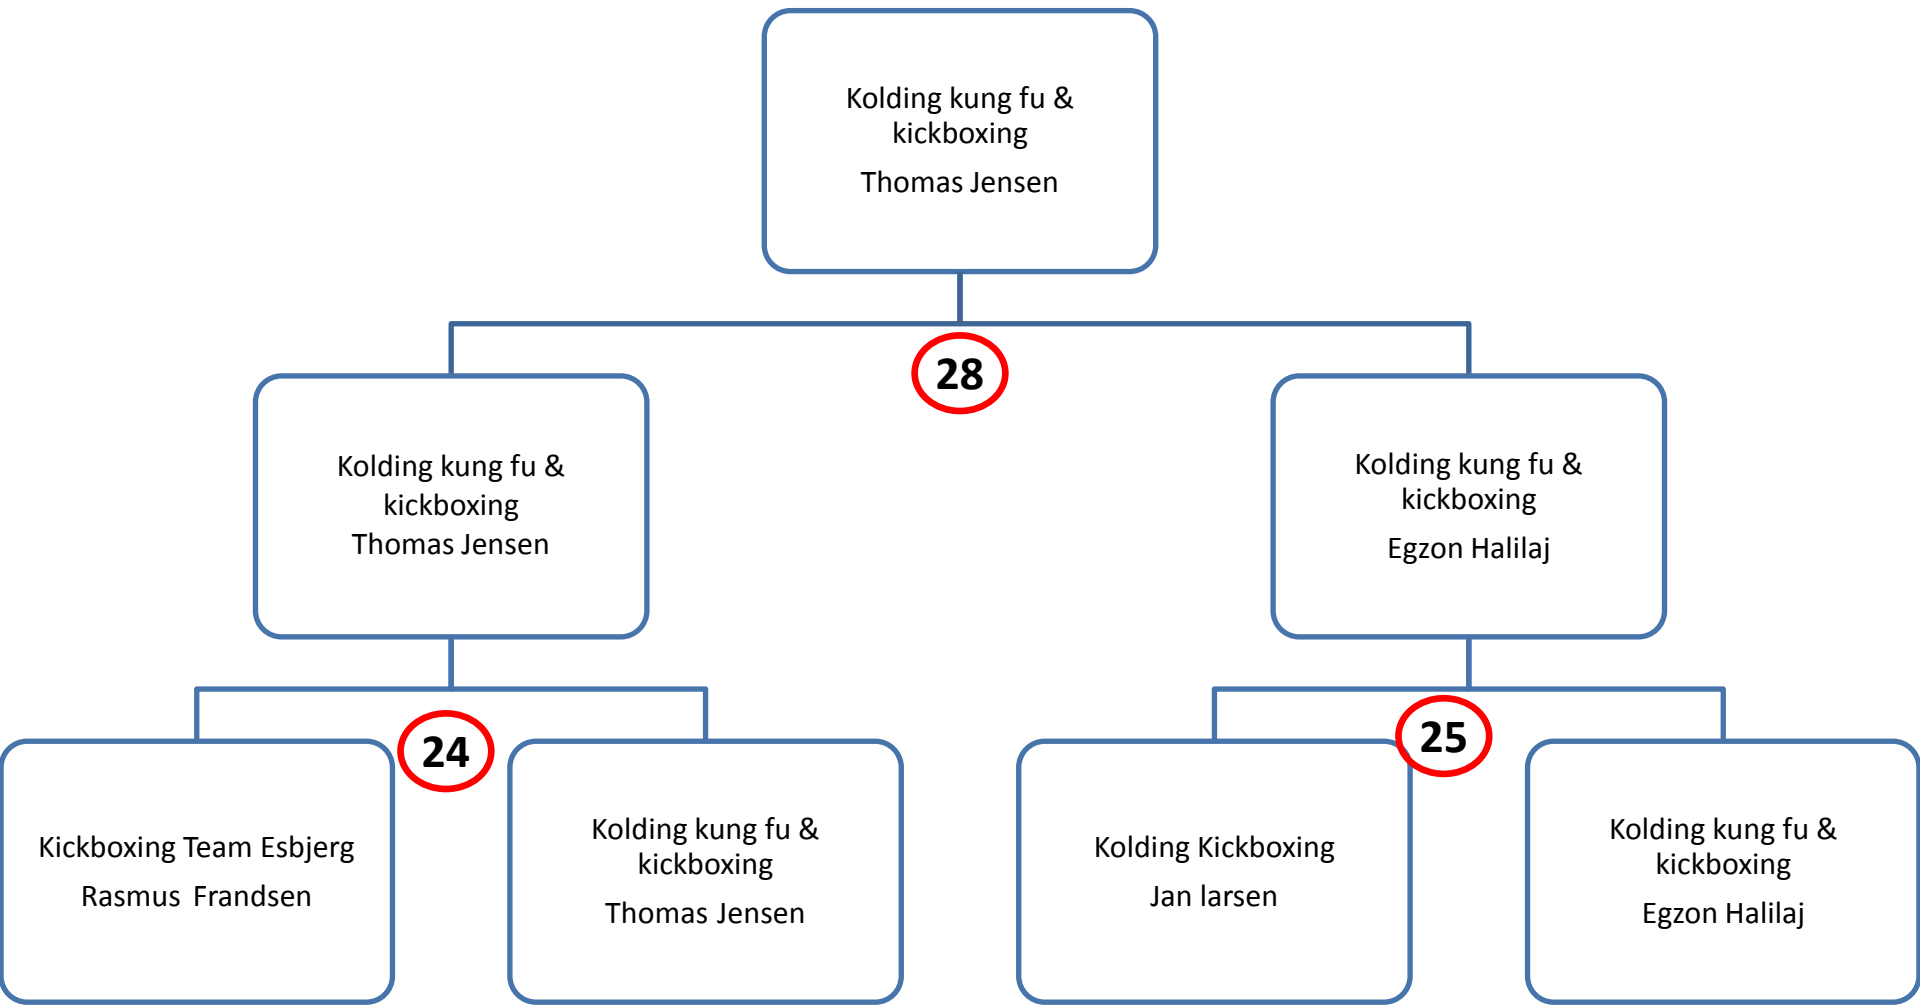 Kolding kung fu &
kickboxing
Thomas Jensen
28
Kolding kung fu &
kickboxing
Thomas Jensen
Kolding kung fu &
kickboxing
Egzon Halilaj
24
25
Kickboxing Team Esbjerg
Rasmus  Frandsen
Kolding kung fu &
kickboxing
Thomas Jensen
Kolding Kickboxing
Jan larsen
Kolding kung fu &
kickboxing
Egzon Halilaj